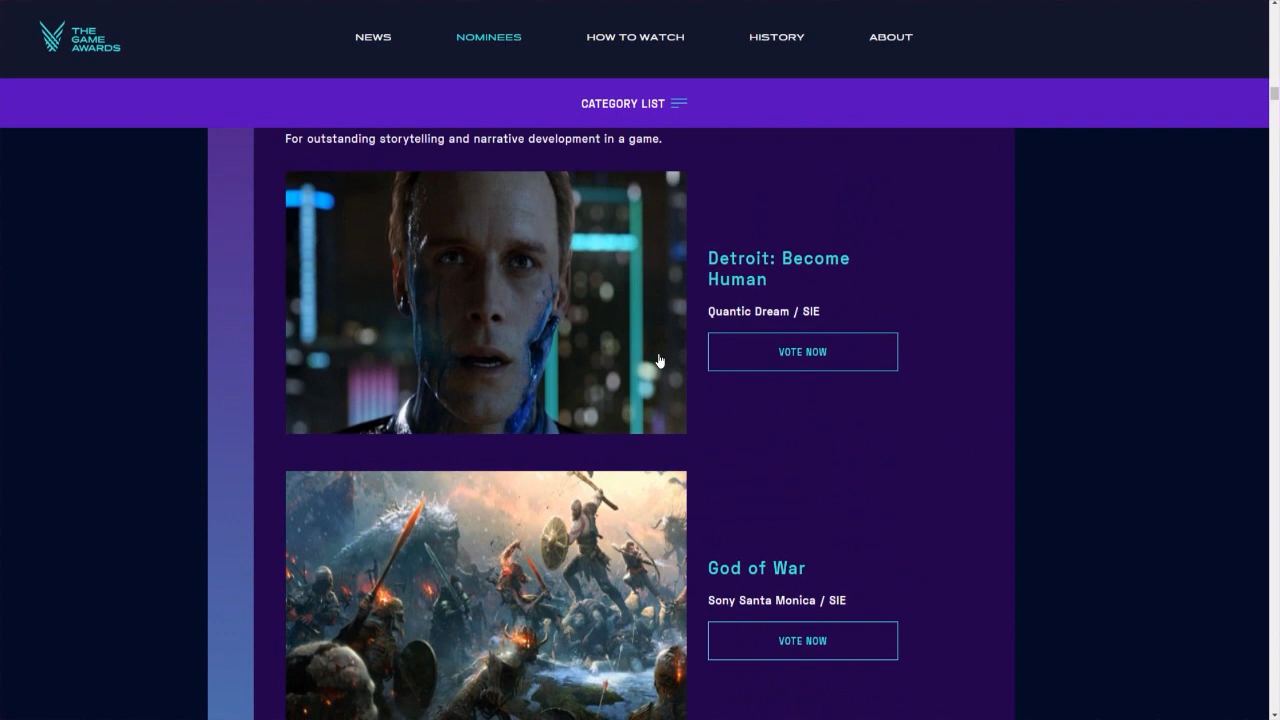 THE
GAME
AWARDS
NEWS
NOMINEES
HOW TO WATCH
HISTORY
ABOUT
CATEGORY LIST
For outstanding storytelling and narrative development in a game.
Detroit: Become
Human
Quantic Dream / SIE
VOTE NOW
God of War
Sony Santa Monica / SIE
VOTE NOW